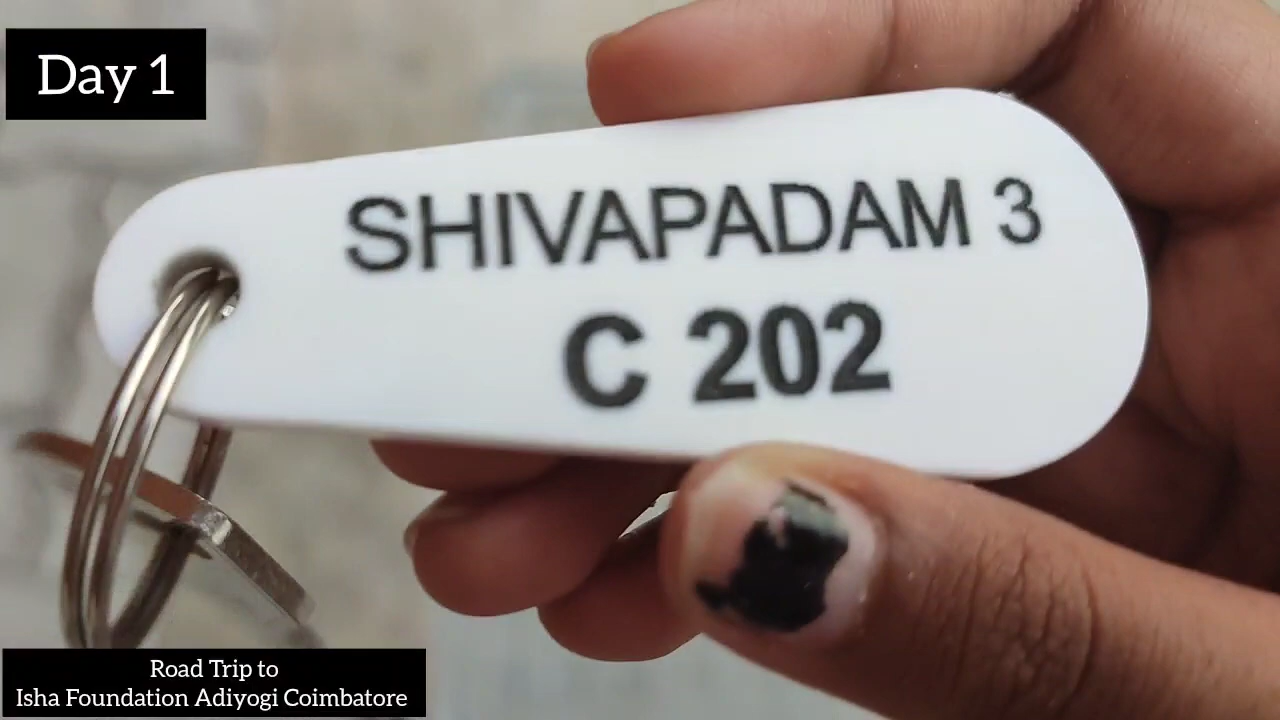 Day 1
SHIVAPADAM 3
C 202
Road Trip to
Isha Foundation Adiyogi Coimbatore